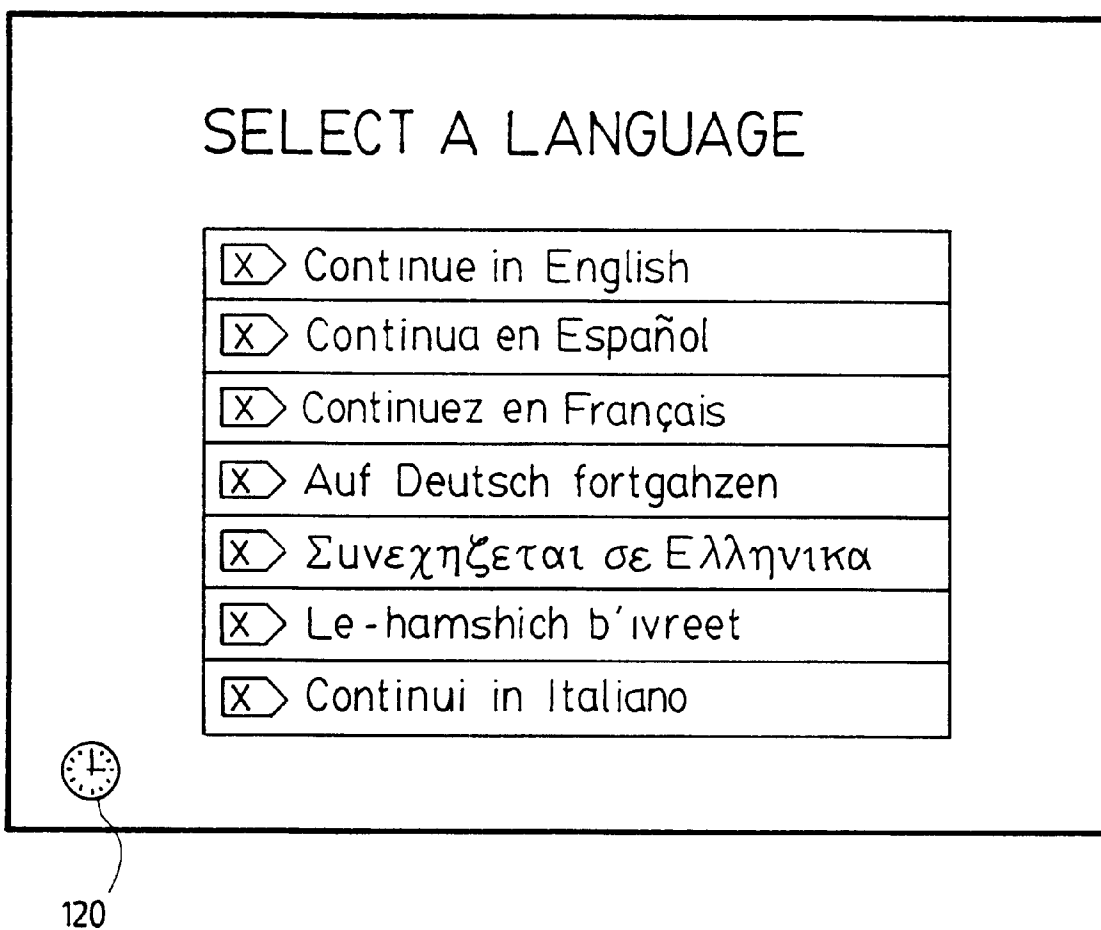 SELECT A LANGUAGE
X Continue in English
X Continua en Español
X Continuez en Français
X Auf Deutsch fortgahzen
X Συνεχηζεται σε Ελληνικα
X Le-hamshich b'ivreet
X Continui in Italiano
120